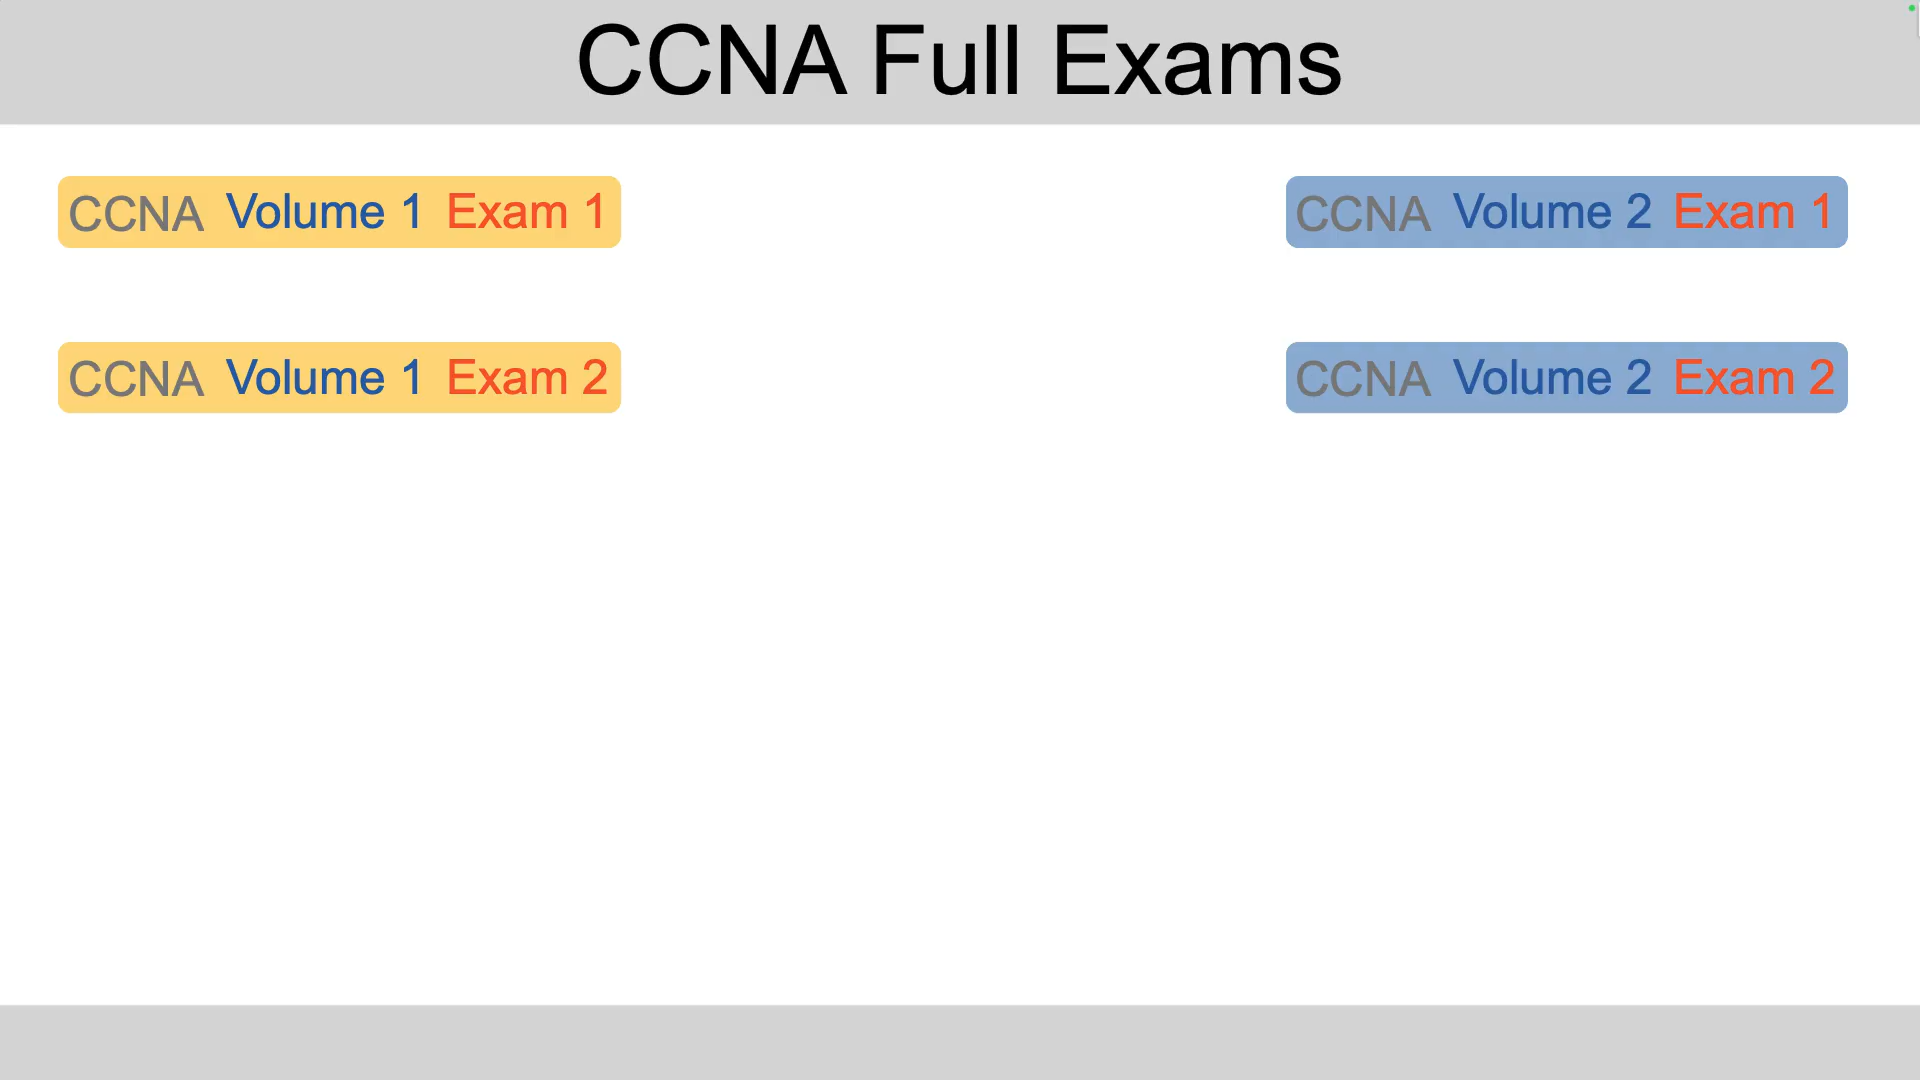 CCNA Full Exams
CCNA Volume 1 Exam 1
CCNA Volume 2 Exam 1
CCNA Volume 1 Exam 2
CCNA Volume 2 Exam 2